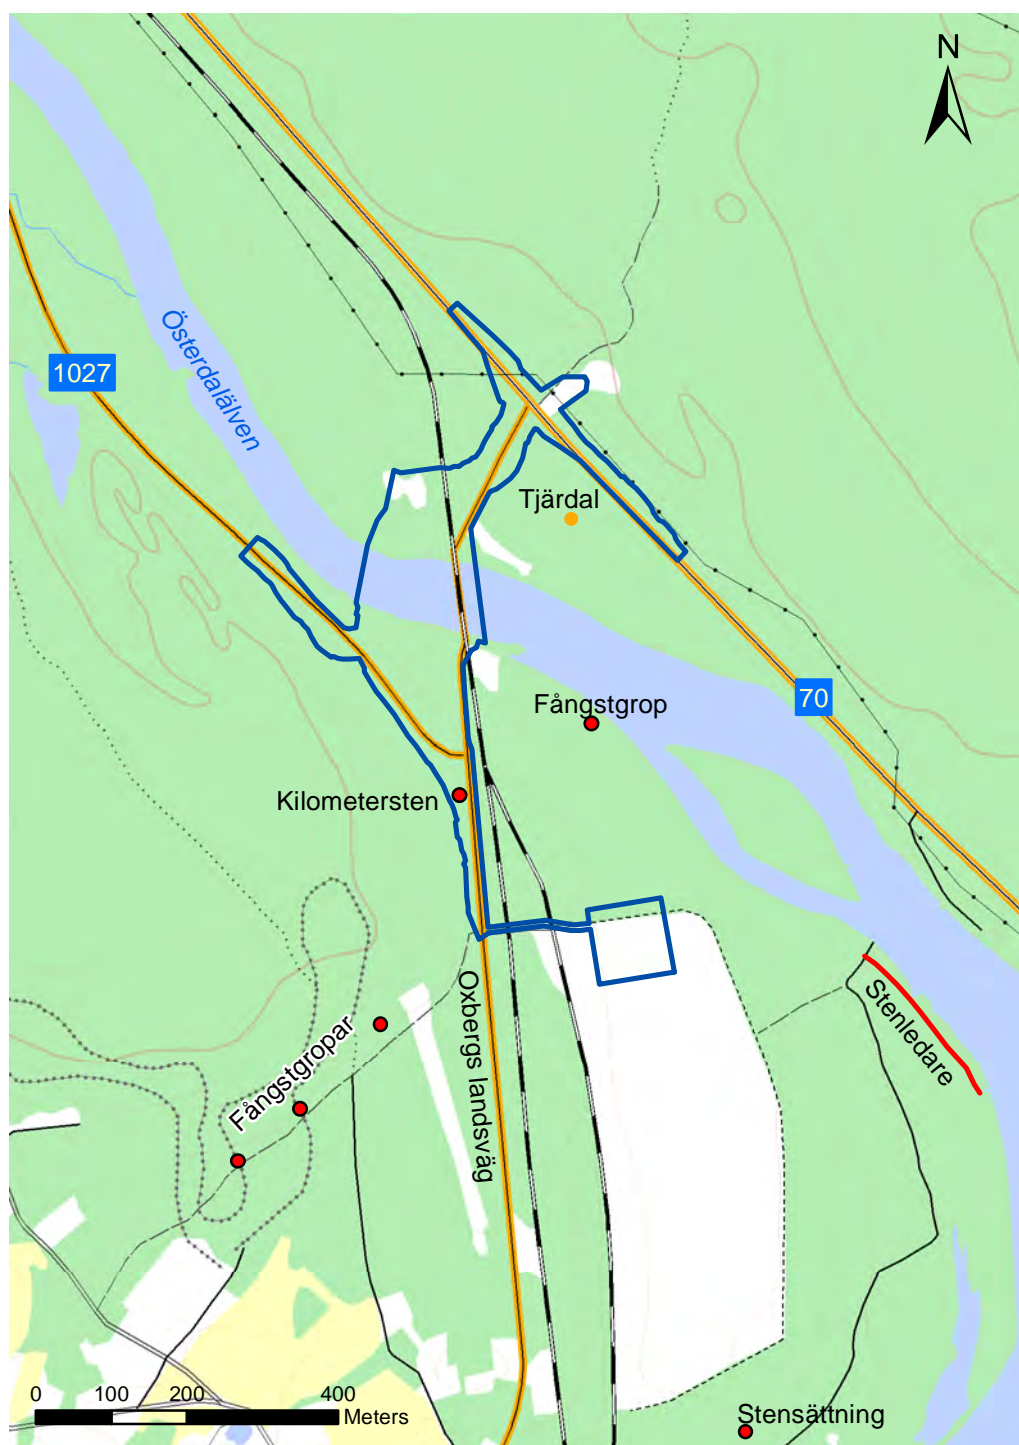 N
1027
Österdalälven
Tjärdal
Fångstgrop
70
Kilometersten
Oxbergs landsväg
Stenledare
Fångstgropar
0 100 200 400
Meters
Stensättning